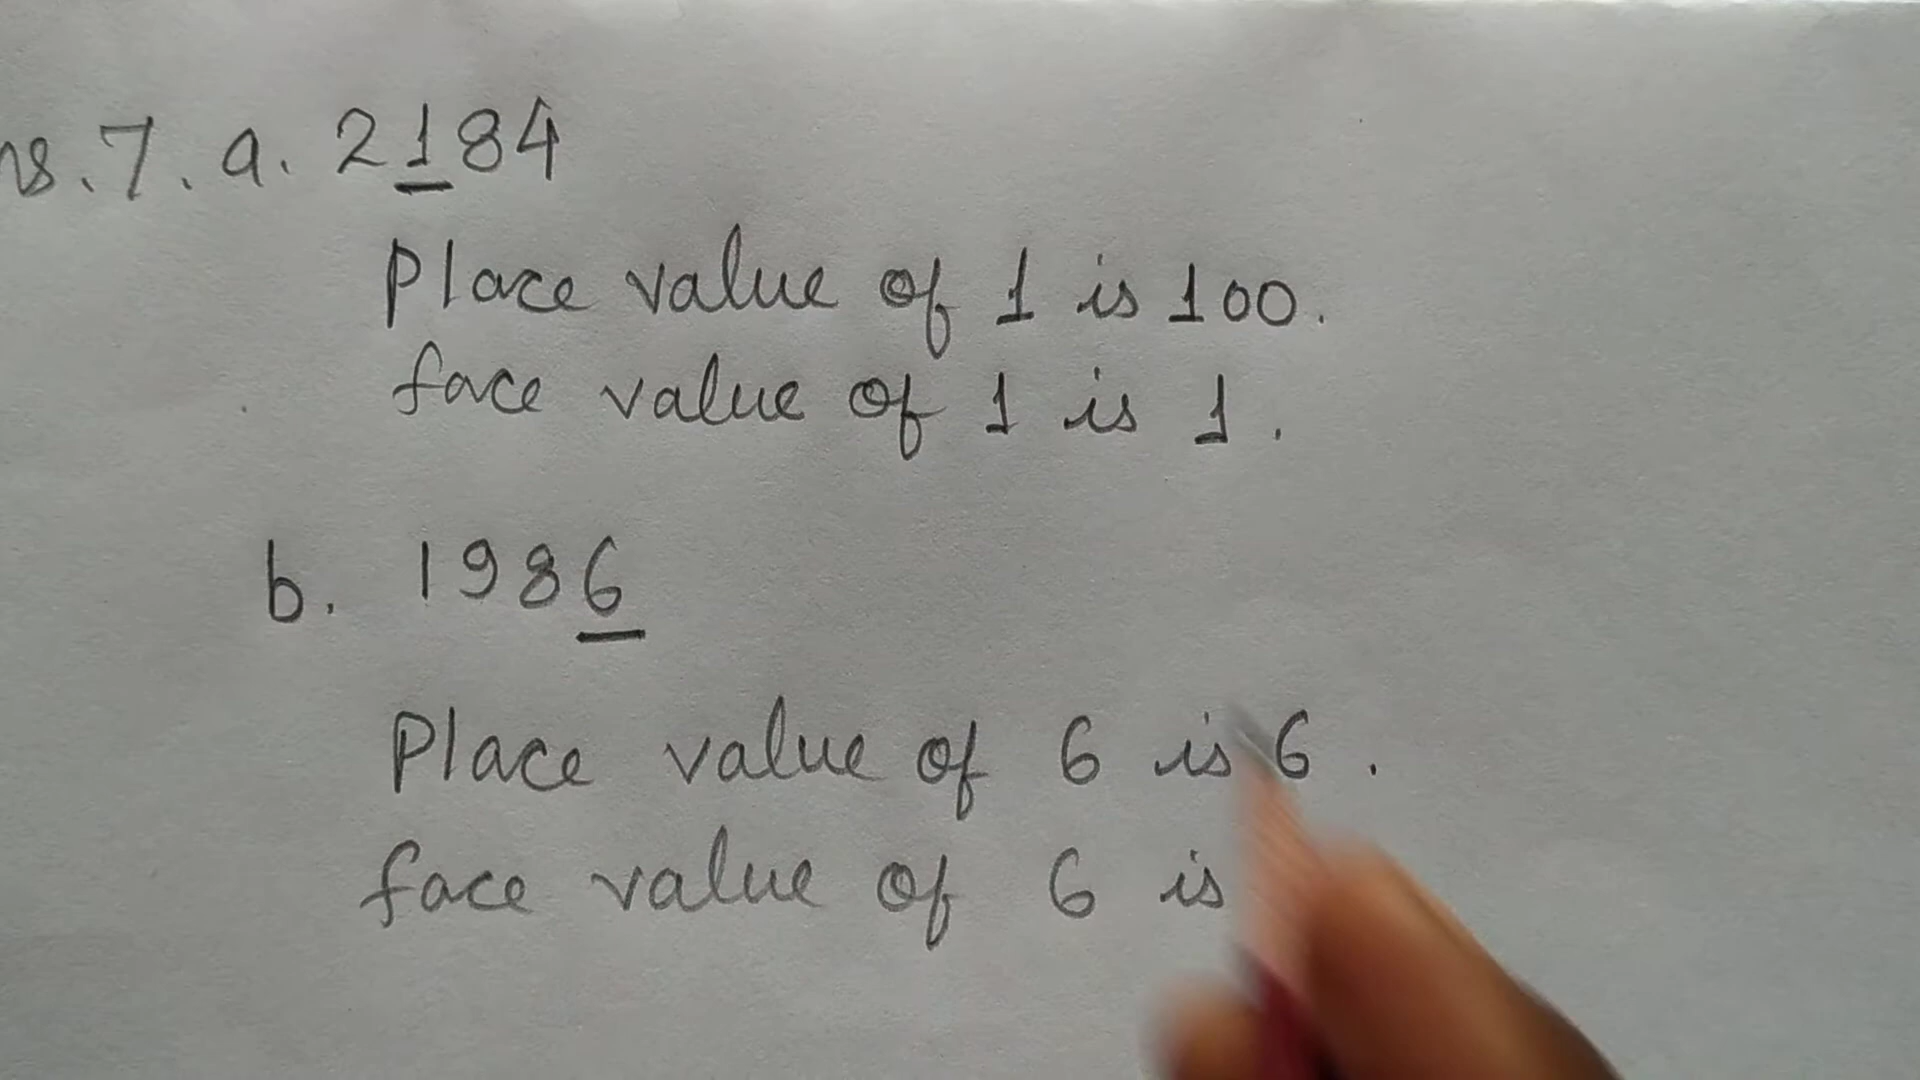 ns. 7. a. 2184
Place value of 1 is 100.
face value of 1 is 1.
b. 1986
Place value of 6 is 6.
face value of 6 is